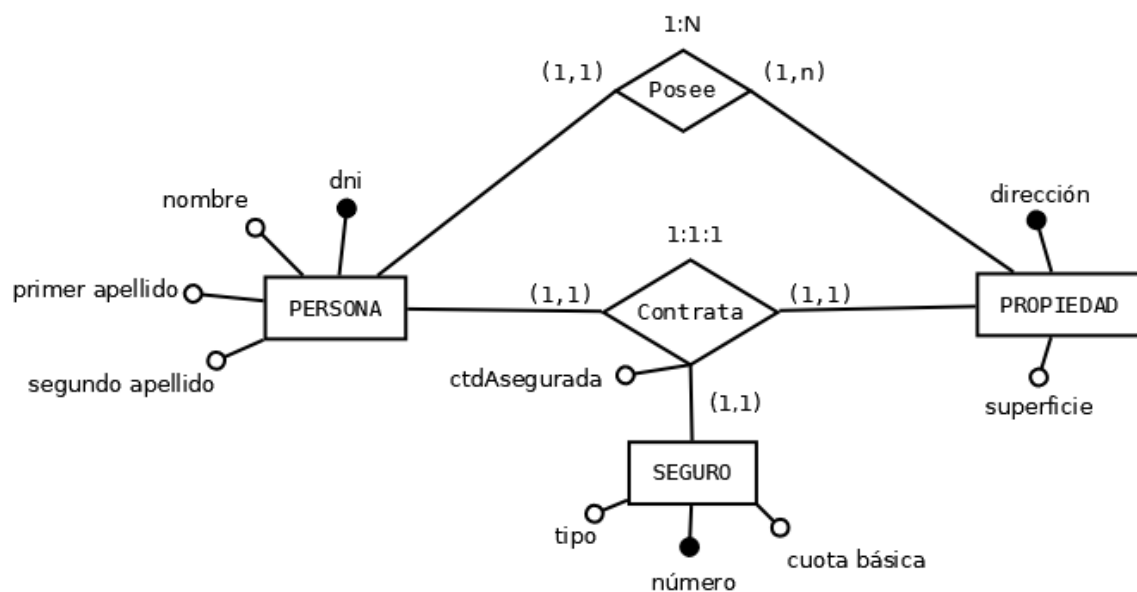 1:N
(1,1)
Posee
(1,n)
dni
nombre
dirección
1:1:1
primer apellido
PERSONA
(1,1)
Contrata
(1,1)
PROPIEDAD
segundo apellido
ctdAsegurada
(1,1)
superficie
SEGURO
tipo
número
cuota básica